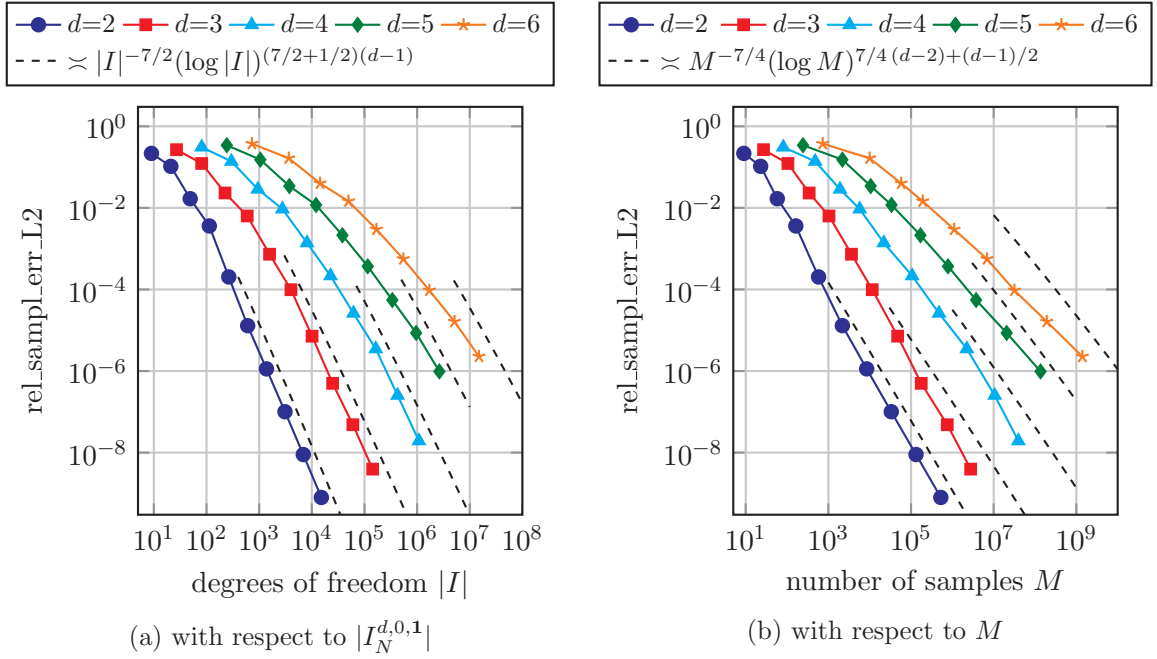 d=2 d=3 d=4 d=5 d=6
≍ |I|^{-7/2}(log |I|)^{(7/2+1/2)(d−1)}
10^0
10^{-2}
10^{-4}
10^{-6}
10^{-8}
rel_sampl_err_L2
10^1 10^2 10^3 10^4 10^5 10^6 10^7 10^8
degrees of freedom |I|
(a) with respect to |I_N^{d,0,1}|
d=2 d=3 d=4 d=5 d=6
≍ M^{-7/4}(log M)^{7/4 (d−2)+(d−1)/2}
10^0
10^{-2}
10^{-4}
10^{-6}
10^{-8}
rel_sampl_err_L2
10^1 10^3 10^5 10^7 10^9
number of samples M
(b) with respect to M